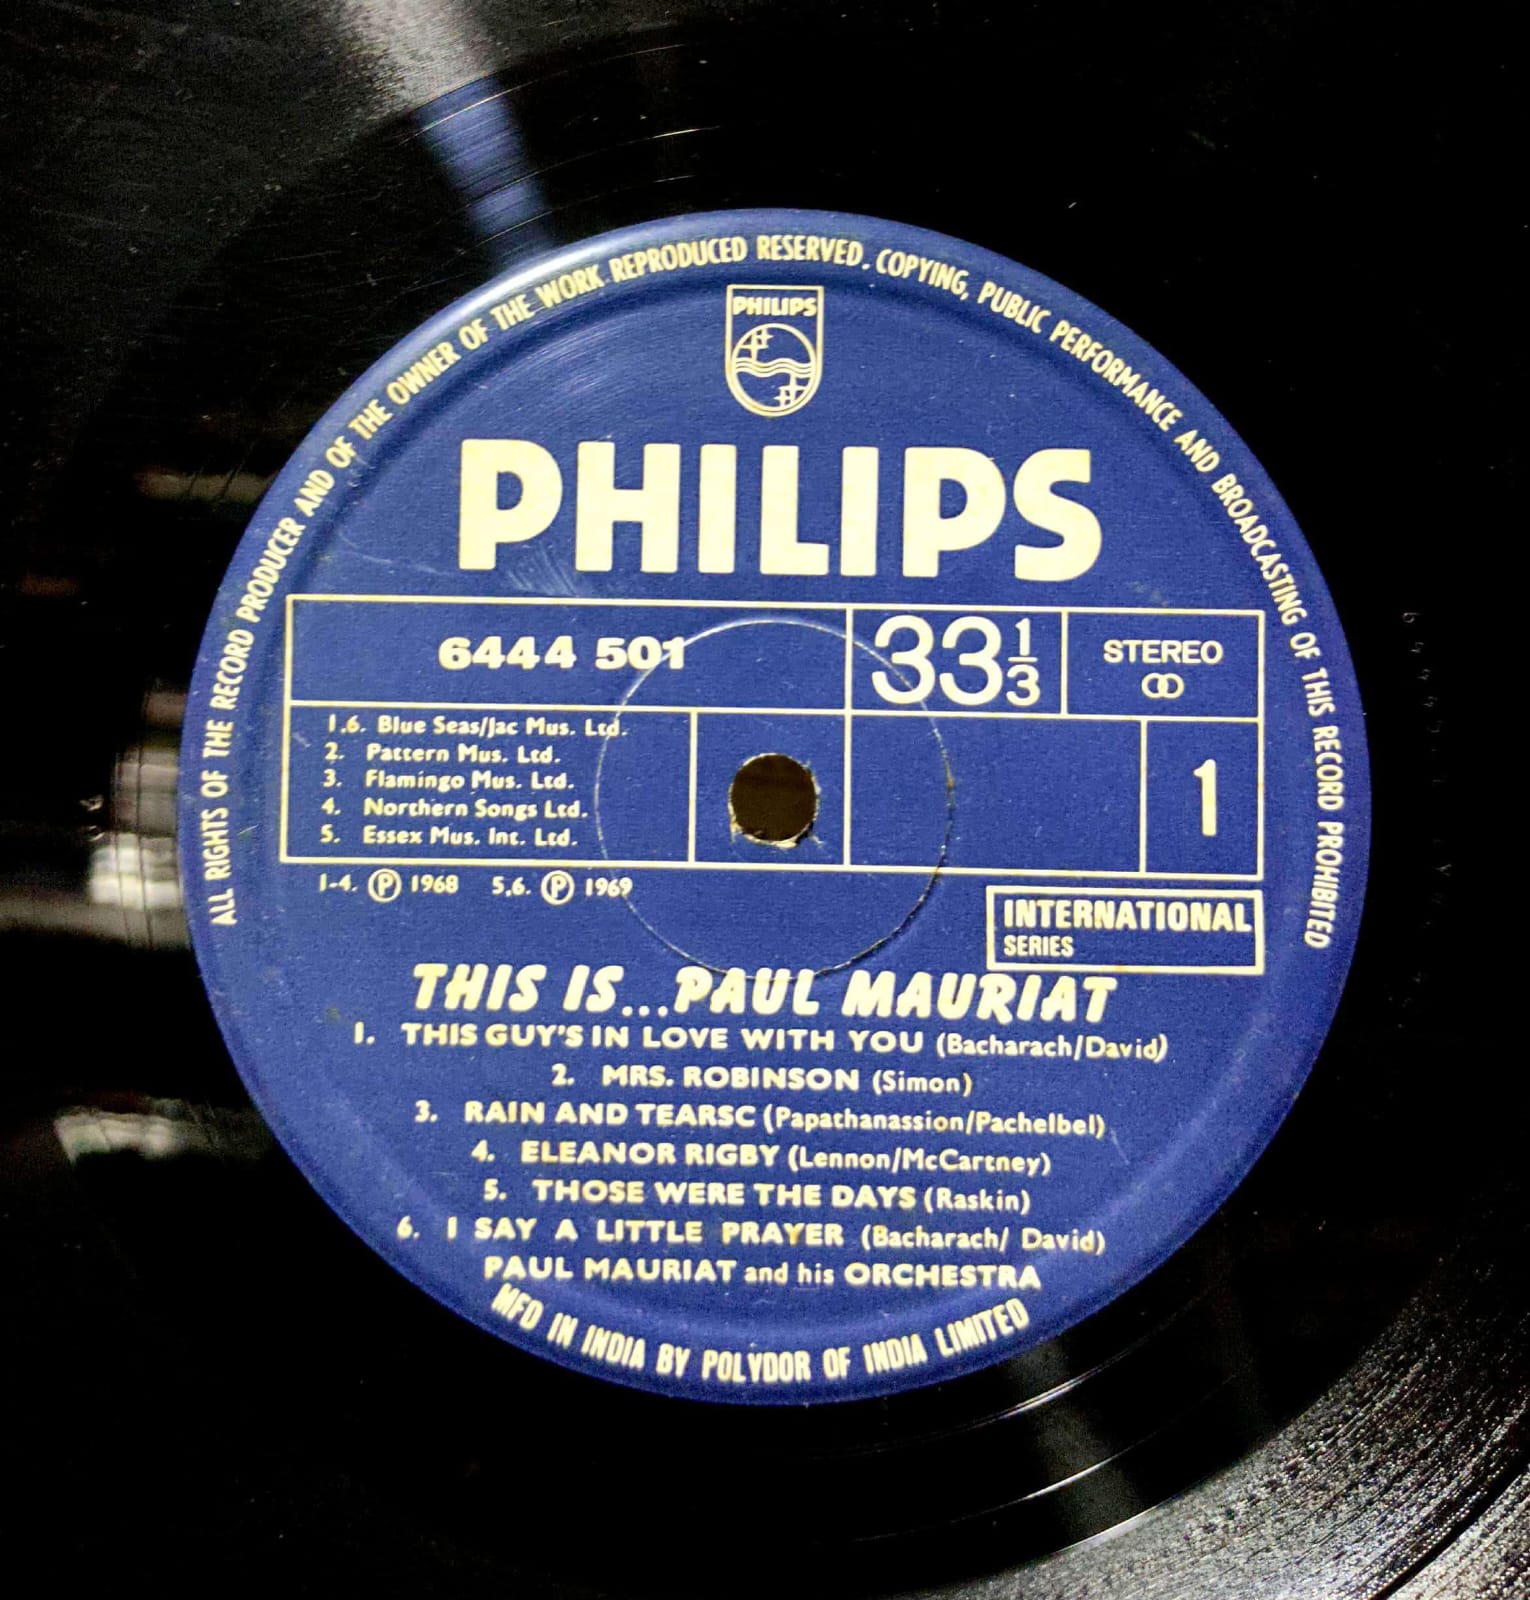 ALL RIGHTS OF THE RECORD PRODUCER AND OF THE OWNER OF THE WORK REPRODUCED RESERVED. COPYING, PUBLIC PERFORMANCE AND BROADCASTING OF THIS RECORD PROHIBITED
PHILIPS
PHILIPS
6444 501
33 1/3
STEREO
1.6. Blue Seas/Jac Mus. Ltd.
2. Pattern Mus. Ltd.
3. Flamingo Mus. Ltd.
4. Northern Songs Ltd.
5. Essex Mus. Int. Ltd.
1
1-4. Ⓟ 1968 5,6. Ⓟ 1969
INTERNATIONAL
SERIES
THIS IS...PAUL MAURIAT
1. THIS GUY'S IN LOVE WITH YOU (Bacharach/David)
2. MRS. ROBINSON (Simon)
3. RAIN AND TEARSC (Papathanassion/Pachelbel)
4. ELEANOR RIGBY (Lennon/McCartney)
5. THOSE WERE THE DAYS (Raskin)
6. I SAY A LITTLE PRAYER (Bacharach/ David)
PAUL MAURIAT and his ORCHESTRA
MFD IN INDIA BY POLYDOR OF INDIA LIMITED